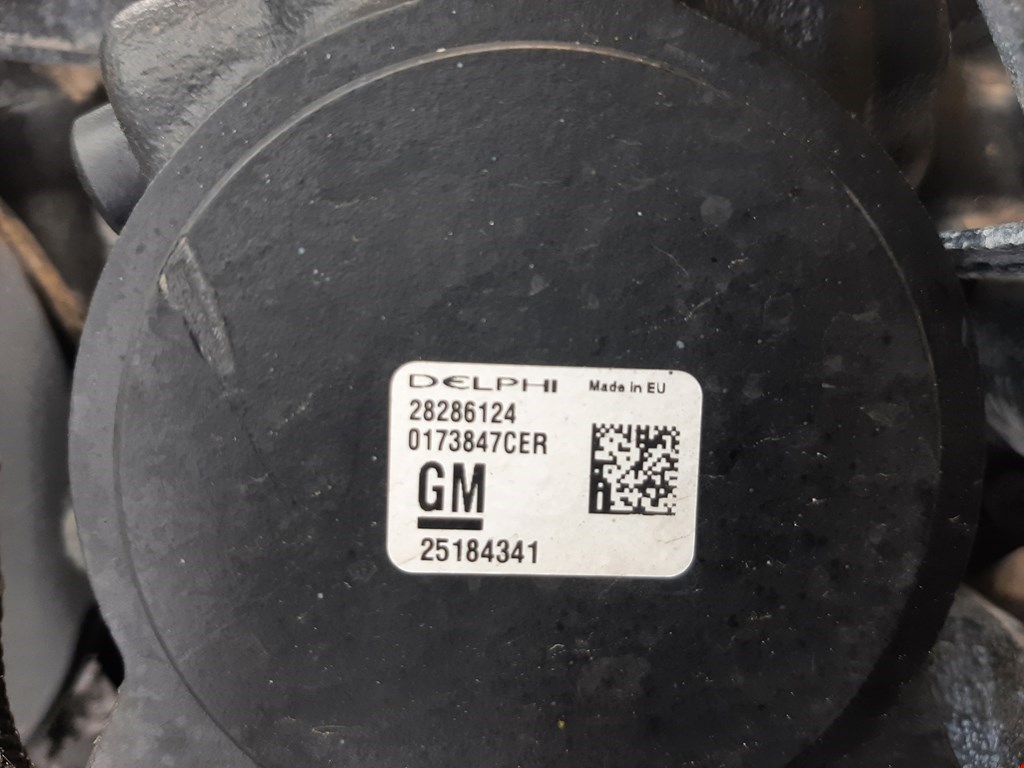 DELPHI Made in EU
28286124
0173847CER
GM
25184341